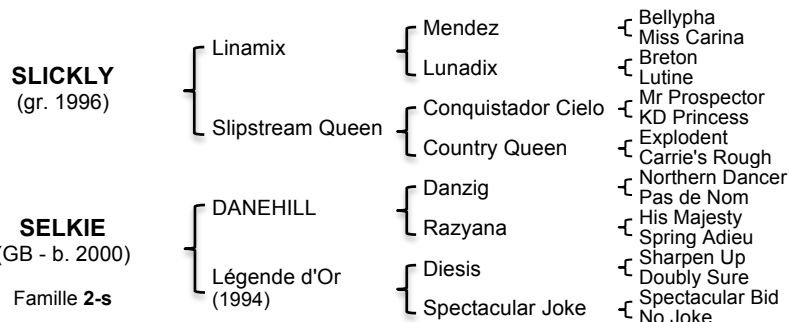 SLICKLY
(gr. 1996)
SELKIE
(GB - b. 2000)
Famille 2-s
Linamix
Slipstream Queen
DANEHILL
Légende d'Or
(1994)
Mendez
Lunadix
Conquistador Cielo
Country Queen
Danzig
Razyana
Diesis
Spectacular Joke
Bellypha
Miss Carina
Breton
Lutine
Mr Prospector
KD Princess
Explodent
Carrie's Rough
Northern Dancer
Pas de Nom
His Majesty
Spring Adieu
Sharpen Up
Doubly Sure
Spectacular Bid
No Joke